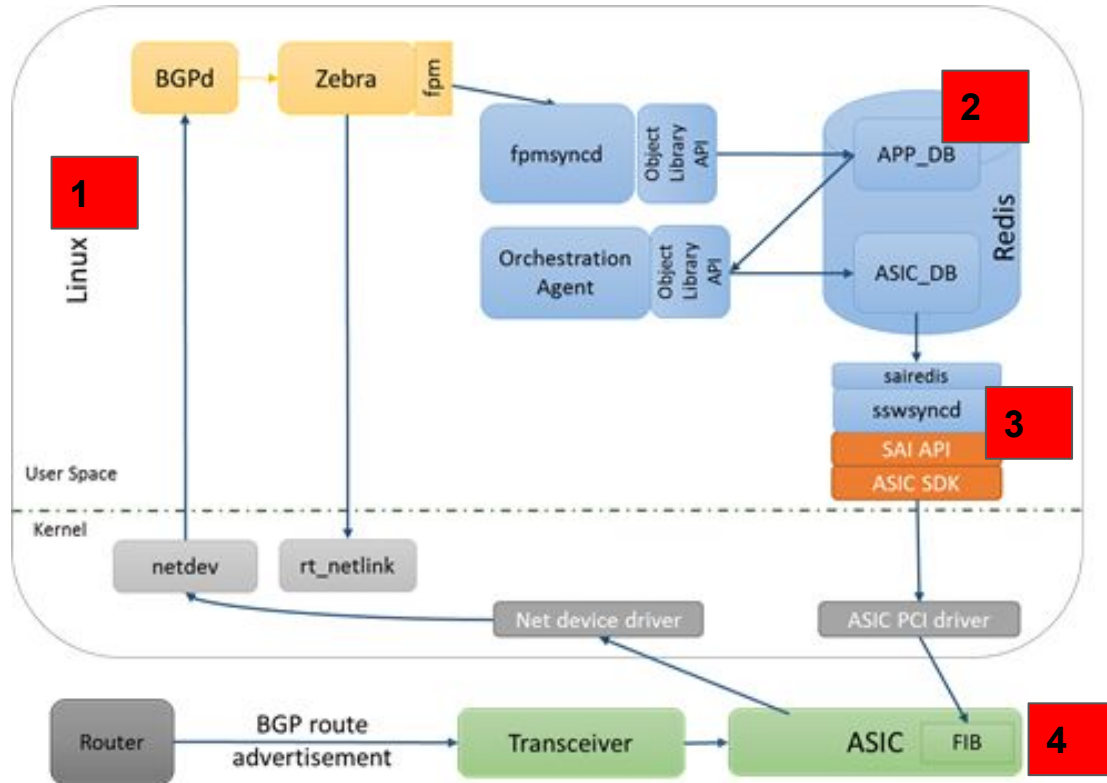 BGPd
Zebra
fpm
2
fpmsyncd
Object
Library
API
APP_DB
1
Linux
Redis
Orchestration
Agent
Object
Library
API
ASIC_DB
sairedis
sswsyncd
3
SAI API
User Space
ASIC SDK
Kernel
netdev
rt_netlink
Net device driver
ASIC PCI driver
Router
BGP route
advertisement
Transceiver
ASIC
FIB
4